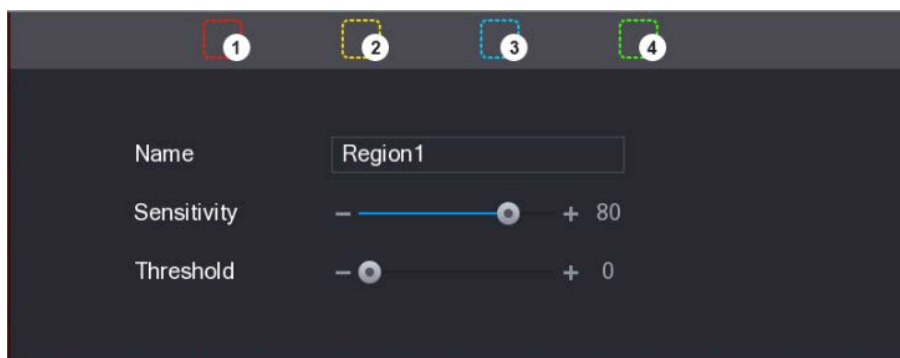 1 2 3 4
Name Region1
Sensitivity − + 80
Threshold − + 0